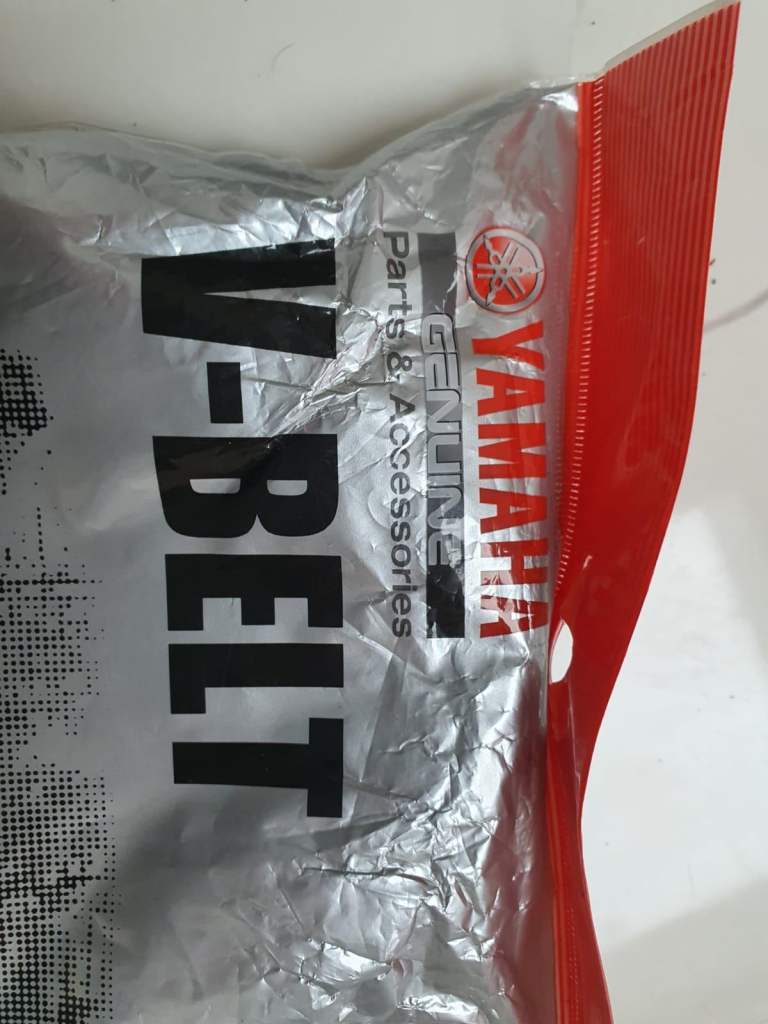 YAMAHA
GENUINE
Parts & Accessories
V-BELT